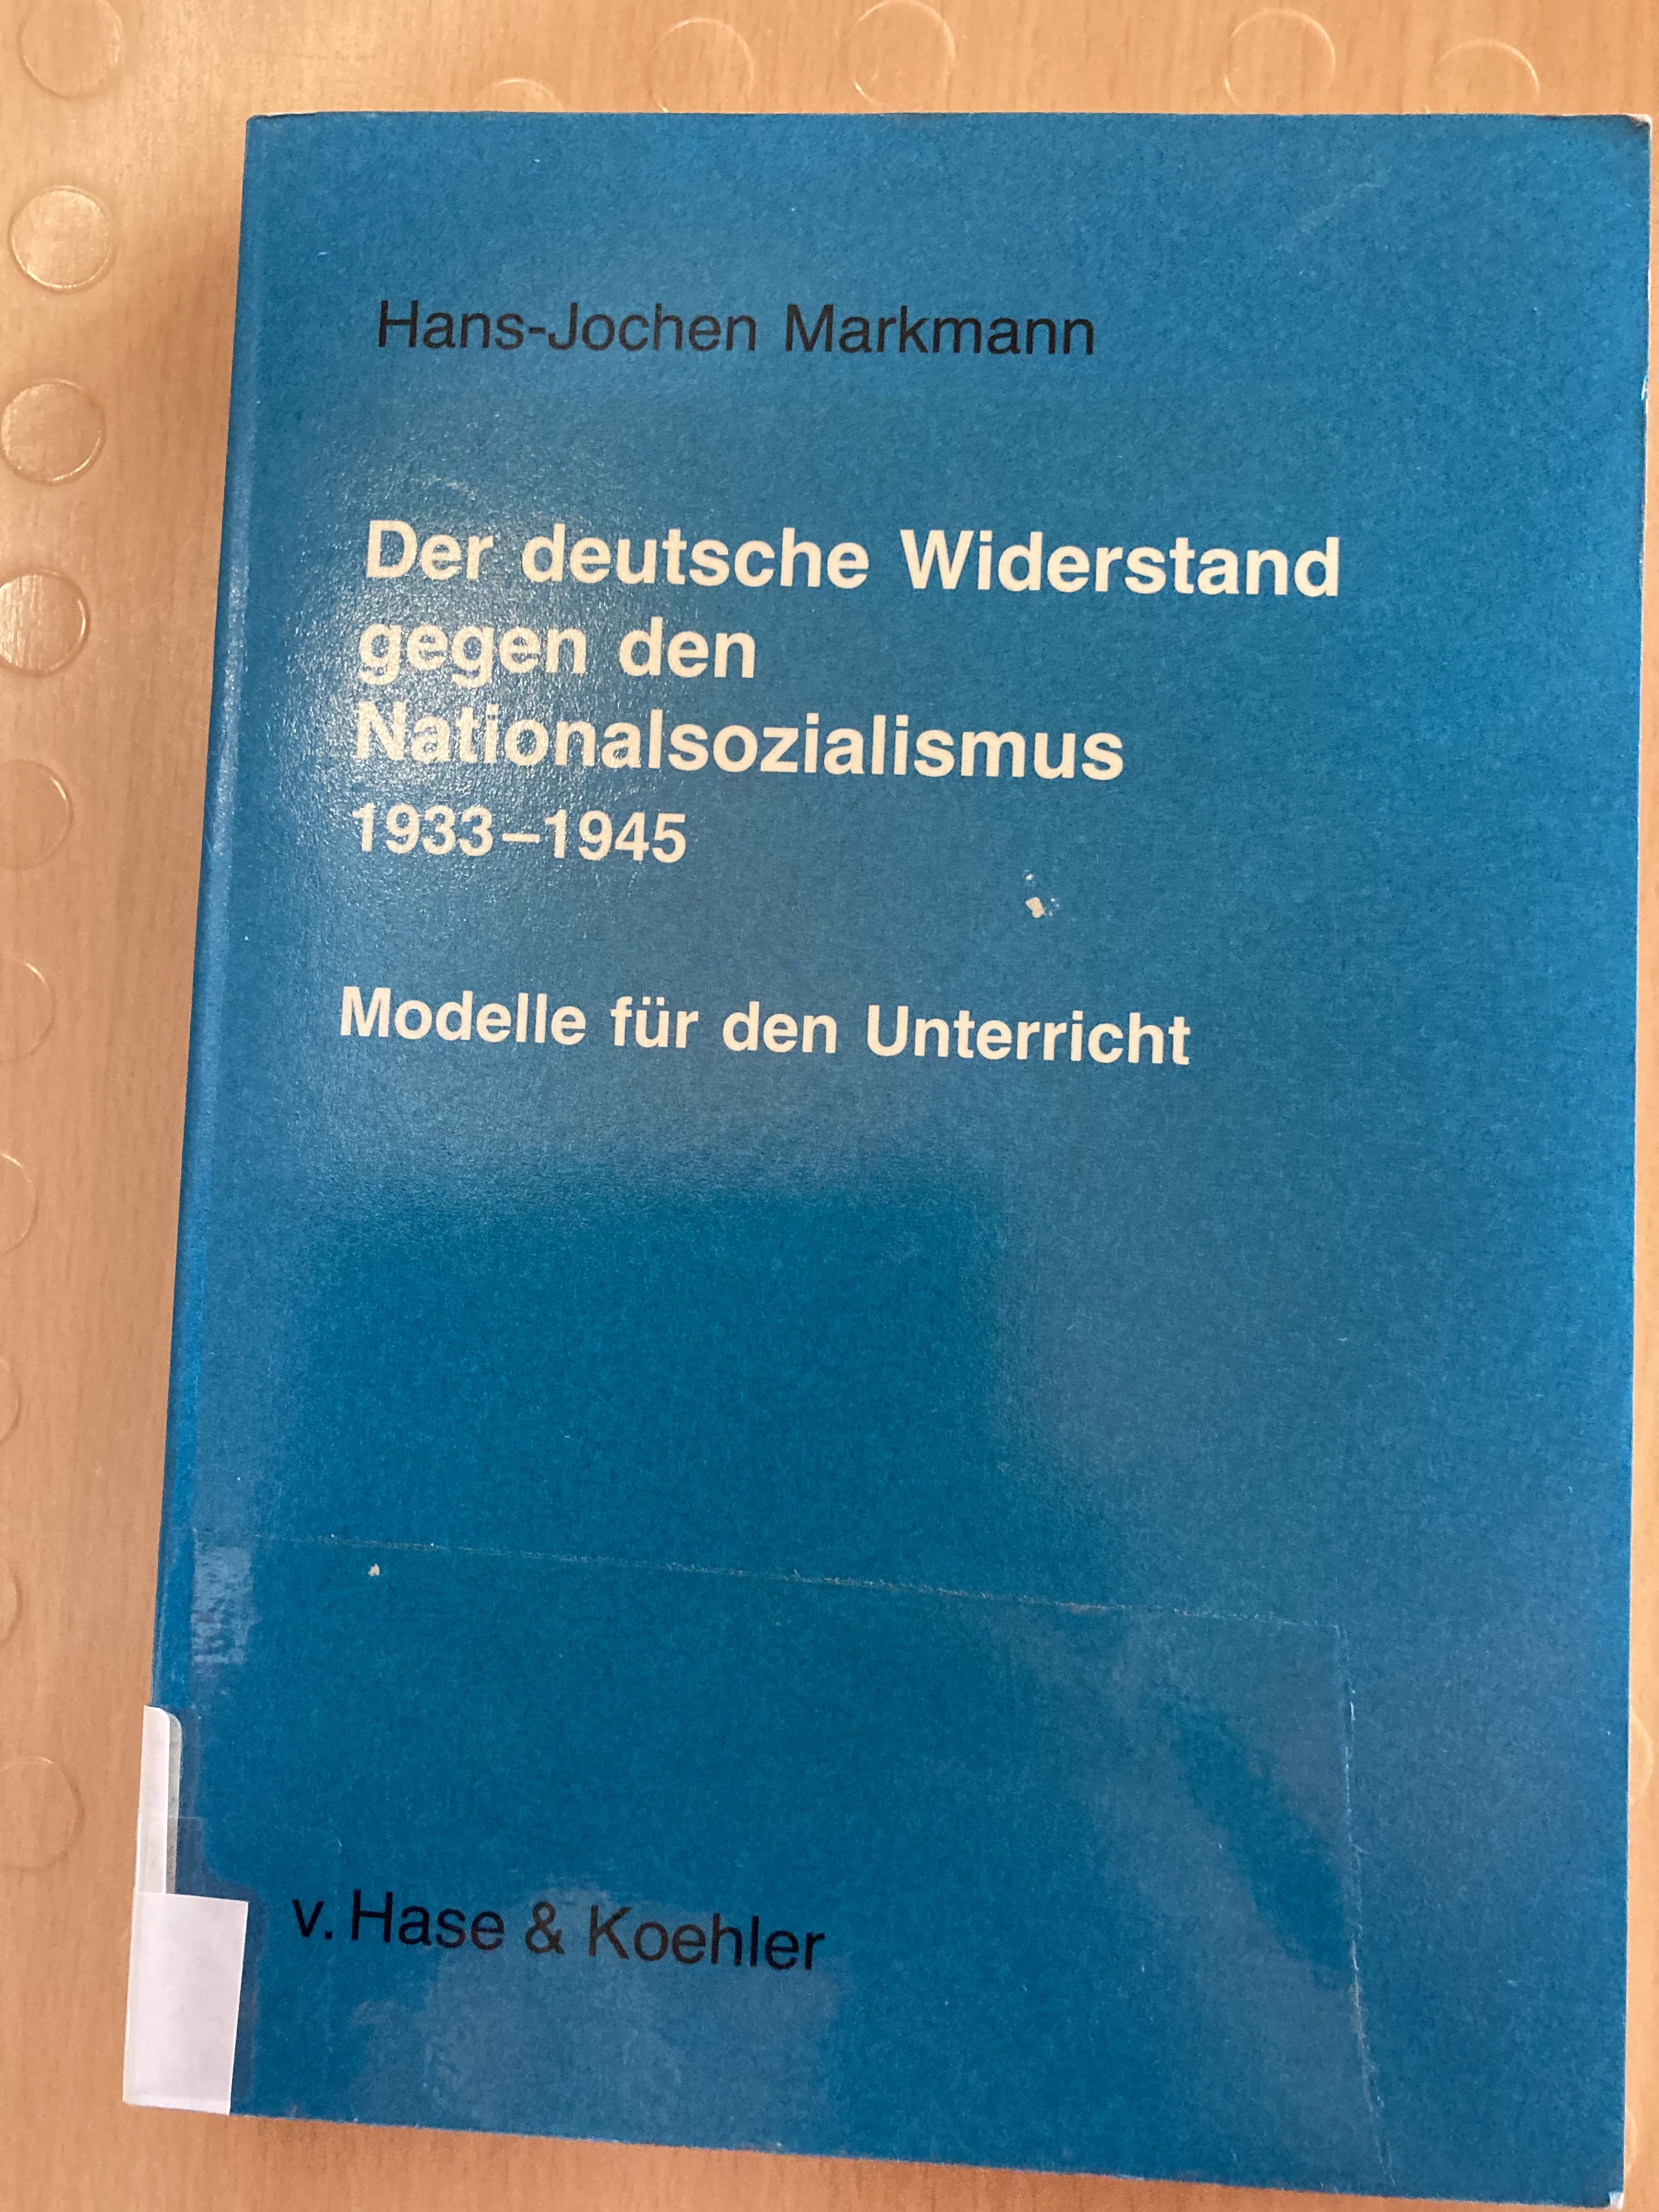 Hans-Jochen Markmann
Der deutsche Widerstand
gegen den
Nationalsozialismus
1933–1945
Modelle für den Unterricht
v. Hase & Koehler